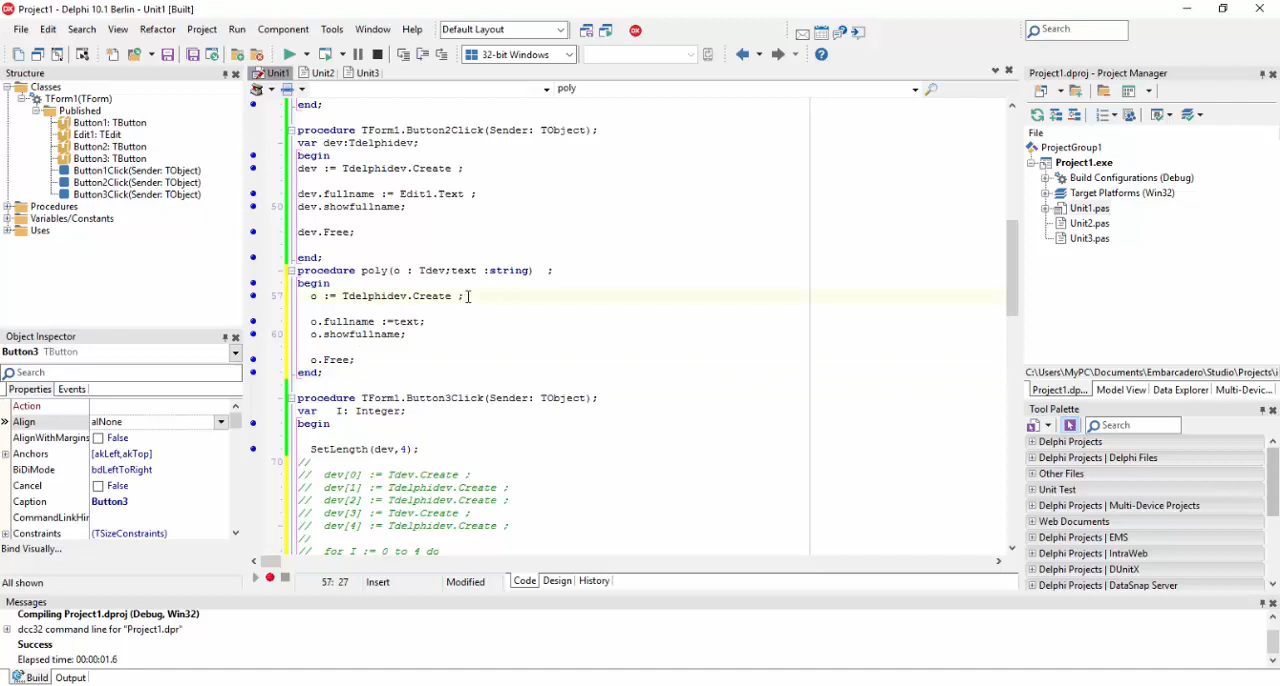 Project1 - Delphi 10.1 Berlin - Unit1 [Built]
File Edit Search View Refactor Project Run Component Tools Window Help Default Layout
Search
32-bit Windows
Structure
Classes
TForm1(TForm)
Published
Button1: TButton
Edit1: TEdit
Button2: TButton
Button3: TButton
Button1Click(Sender: TObject)
Button2Click(Sender: TObject)
Button3Click(Sender: TObject)
Procedures
Variables/Constants
Uses
Object Inspector
Button3 TButton
Search
Properties Events
Action
Align alNone
AlignWithMargins False
Anchors [akLeft,akTop]
BiDiMode bdLeftToRight
Cancel False
Caption Button3
CommandLinkHin
Constraints (TSizeConstraints)
Bind Visually...
All shown
Unit1 Unit2 Unit3
poly
end;
procedure TForm1.Button2Click(Sender: TObject);
var dev:Tdelphidev;
begin
dev := Tdelphidev.Create ;
dev.fullname := Edit1.Text ;
50 dev.showfullname;
dev.Free;
end;
procedure poly(o : Tdev;text :string) ;
begin
57 o := Tdelphidev.Create ;
o.fullname :=text;
60 o.showfullname;
o.Free;
end;
procedure TForm1.Button3Click(Sender: TObject);
var I: Integer;
begin
SetLength(dev,4);
70 //
// dev[0] := Tdev.Create ;
// dev[1] := Tdelphidev.Create ;
// dev[2] := Tdelphidev.Create ;
// dev[3] := Tdev.Create ;
// dev[4] := Tdelphidev.Create ;
//
// for I := 0 to 4 do
57: 27 Insert Modified Code Design History
Project1.dproj - Project Manager
File
ProjectGroup1
Project1.exe
Build Configurations (Debug)
Target Platforms (Win32)
Unit1.pas
Unit2.pas
Unit3.pas
C:\Users\MyPC\Documents\Embarcadero\Studio\Projects\i
Project1.dp... Model View Data Explorer Multi-Devic...
Tool Palette
Search
Delphi Projects
Delphi Projects | Delphi Files
Other Files
Unit Test
Delphi Projects | Multi-Device Projects
Web Documents
Delphi Projects | EMS
Delphi Projects | IntraWeb
Delphi Projects | DUnitX
Delphi Projects | DataSnap Server
Messages
Compiling Project1.dproj (Debug, Win32)
dcc32 command line for "Project1.dpr"
Success
Elapsed time: 00:00:01.6
Build Output